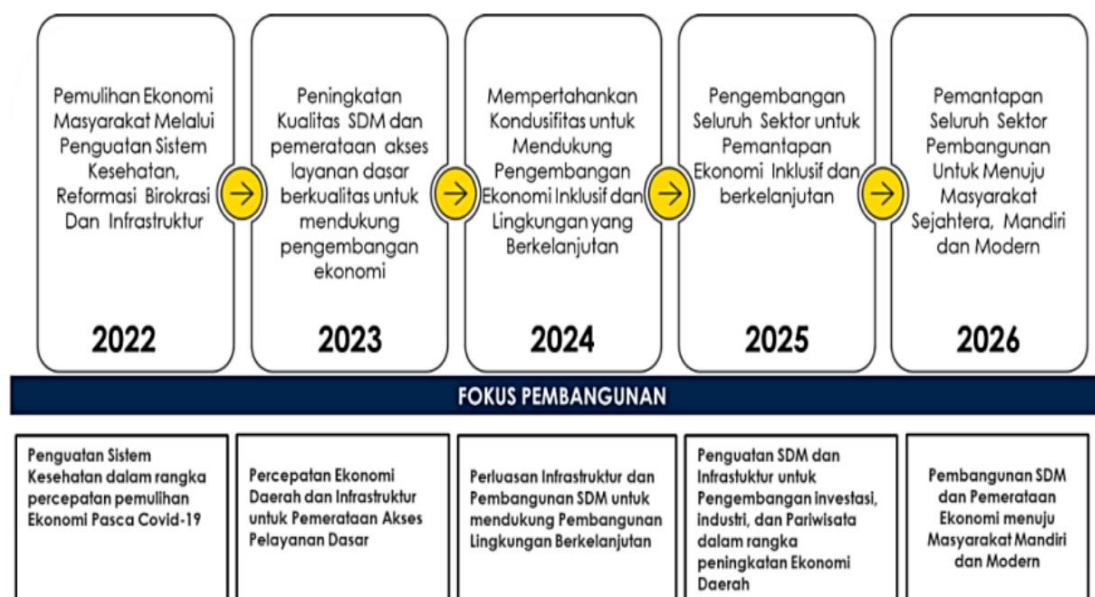 Pemulihan Ekonomi
Masyarakat Melalui
Penguatan Sistem
Kesehatan,
Reformasi Birokrasi
Dan Infrastruktur
2022
Peningkatan
Kualitas SDM dan
pemerataan akses
layanan dasar
berkualitas untuk
mendukung
pengembangan
ekonomi
2023
Mempertahankan
Kondusifitas untuk
Mendukung
Pengembangan
Ekonomi Inklusif dan
Lingkungan yang
Berkelanjutan
2024
Pengembangan
Seluruh Sektor untuk
Pemantapan
Ekonomi Inklusif dan
berkelanjutan
2025
Pemantapan
Seluruh Sektor
Pembangunan
Untuk Menuju
Masyarakat
Sejahtera, Mandiri
dan Modern
2026
FOKUS PEMBANGUNAN
Penguatan Sistem
Kesehatan dalam rangka
percepatan pemulihan
Ekonomi Pasca Covid-19
Percepatan Ekonomi
Daerah dan Infrastruktur
untuk Pemerataan Akses
Pelayanan Dasar
Perluasan Infrastruktur dan
Pembangunan SDM untuk
mendukung Pembangunan
Lingkungan Berkelanjutan
Penguatan SDM dan
Infrastuktur untuk
Pengembangan investasi,
industri, dan Pariwisata
dalam rangka
peningkatan Ekonomi
Daerah
Pembangunan SDM
dan Pemerataan
Ekonomi menuju
Masyarakat Mandiri
dan Modern